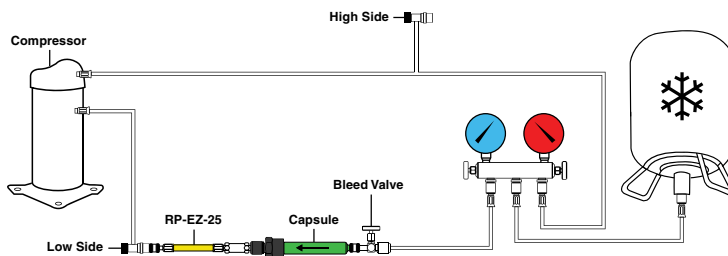 High Side
Compressor
Bleed Valve
RP-EZ-25
Capsule
Low Side